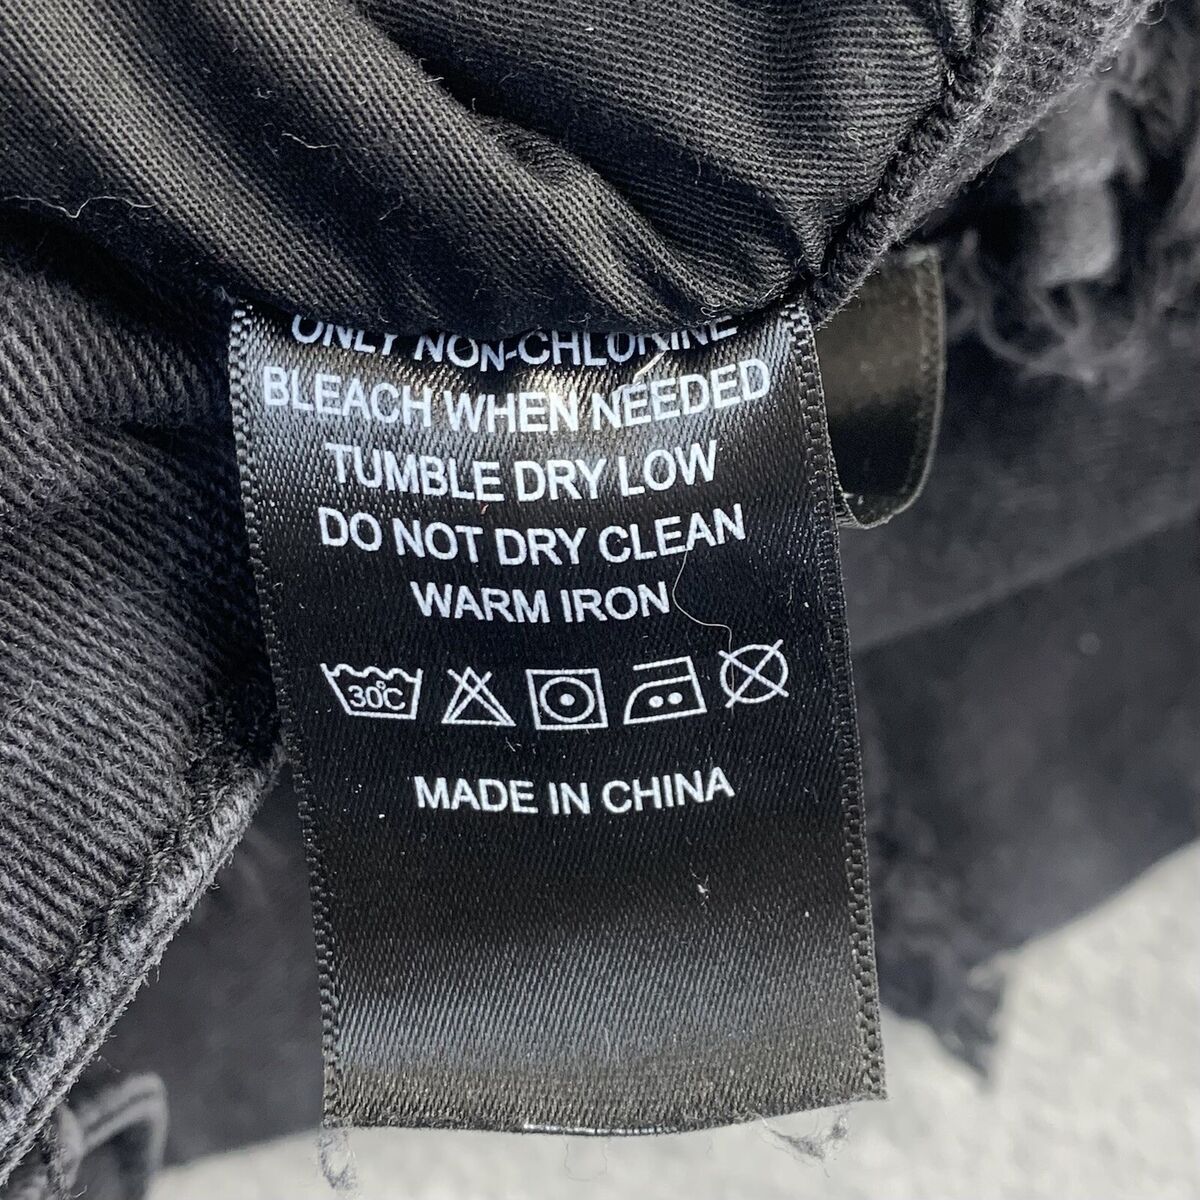 ONLY NON-CHLORINE
BLEACH WHEN NEEDED
TUMBLE DRY LOW
DO NOT DRY CLEAN
WARM IRON
30°C
MADE IN CHINA